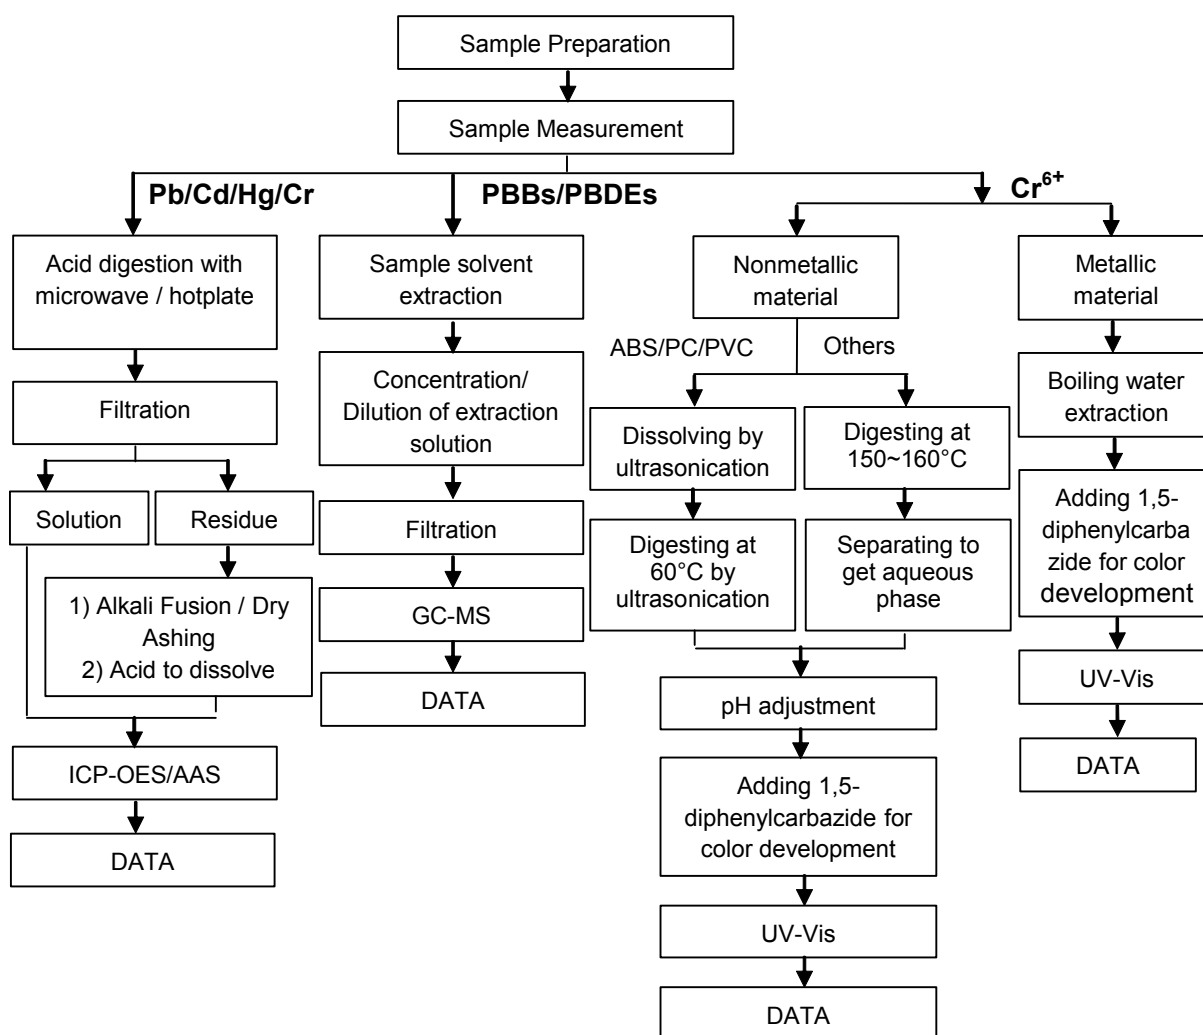 Sample Preparation
Sample Measurement
Pb/Cd/Hg/Cr
PBBs/PBDEs
Cr⁶⁺
Acid digestion with
microwave / hotplate
Filtration
Solution
Residue
1) Alkali Fusion / Dry
Ashing
2) Acid to dissolve
ICP-OES/AAS
DATA
Sample solvent
extraction
Concentration/
Dilution of extraction
solution
Filtration
GC-MS
DATA
Nonmetallic
material
ABS/PC/PVC
Others
Dissolving by
ultrasonication
Digesting at
60°C by
ultrasonication
Digesting at
150~160°C
Separating to
get aqueous
phase
pH adjustment
Adding 1,5-
diphenylcarbazide for
color development
UV-Vis
DATA
Metallic
material
Boiling water
extraction
Adding 1,5-
diphenylcarba
zide for color
development
UV-Vis
DATA